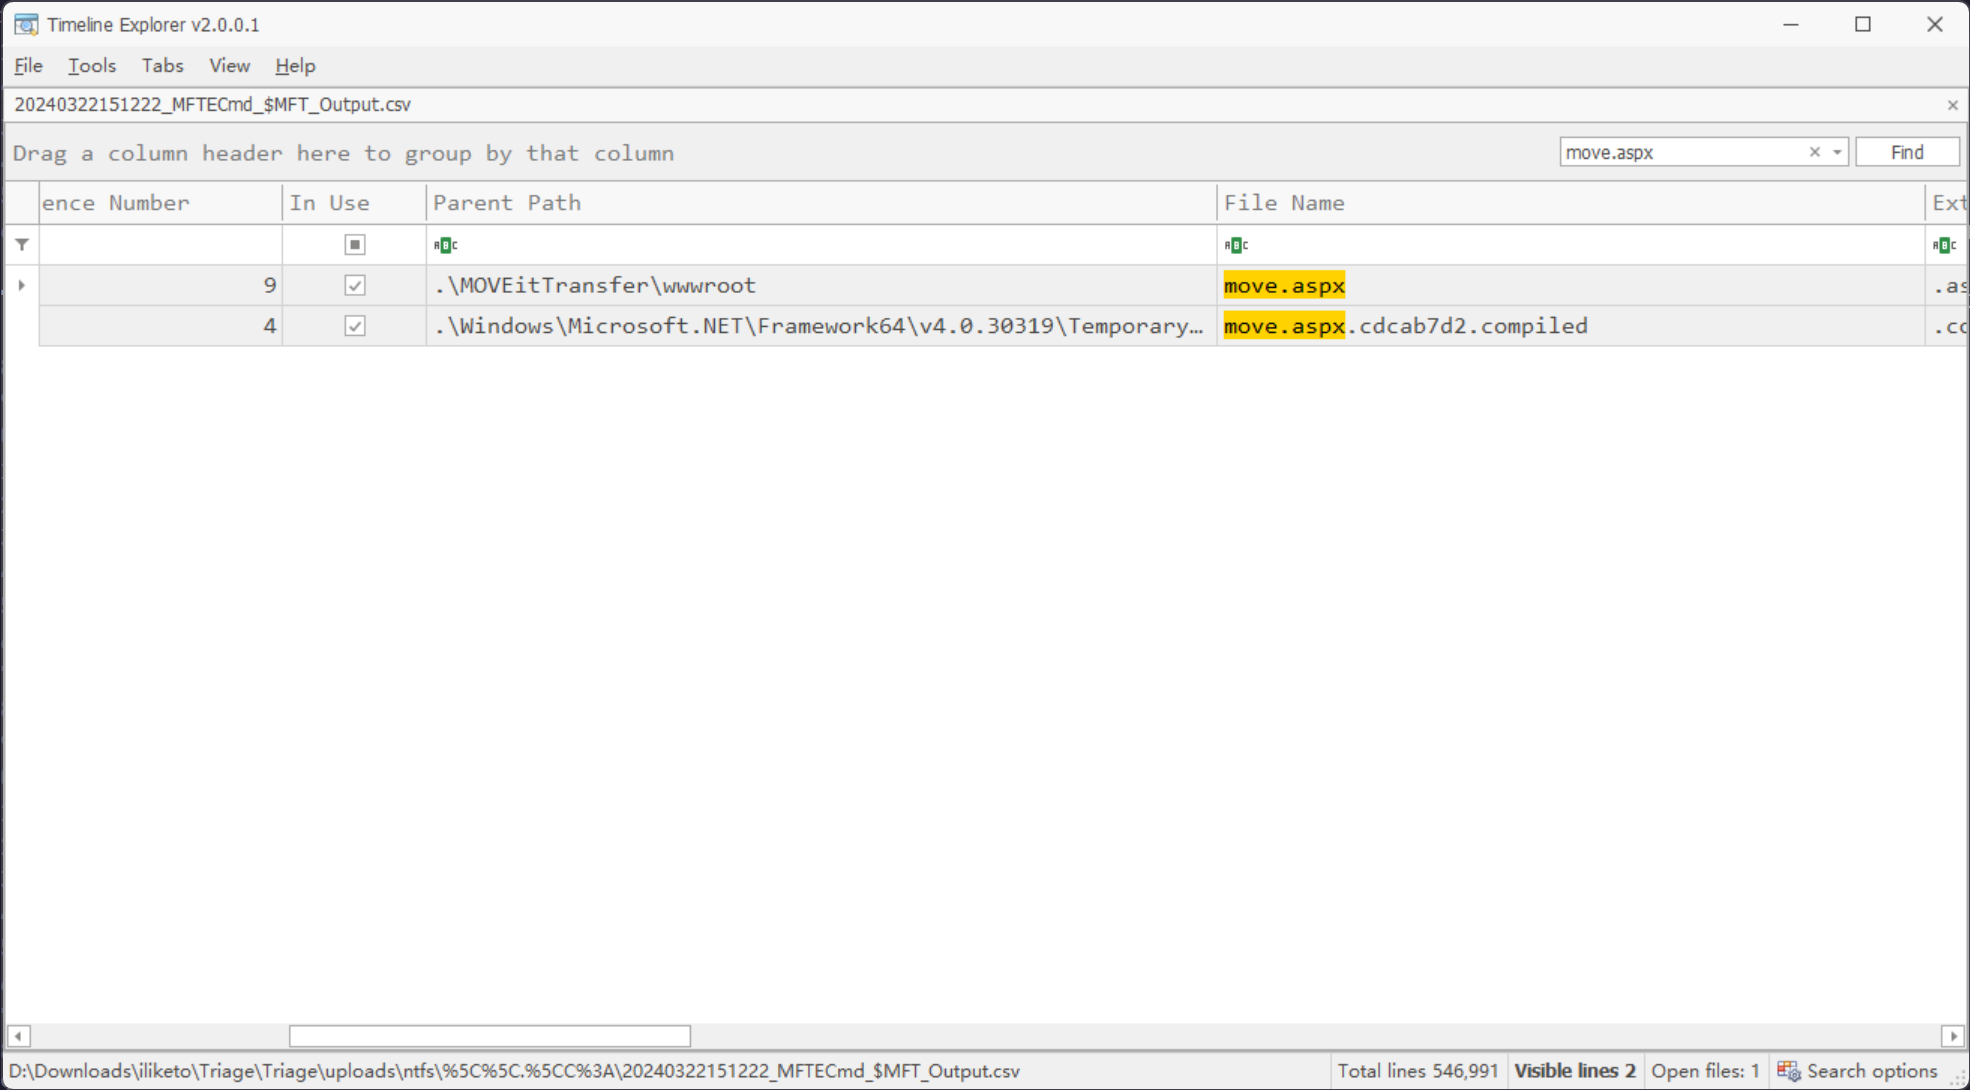 Timeline Explorer v2.0.0.1
File Tools Tabs View Help
20240322151222_MFTECmd_$MFT_Output.csv
Drag a column header here to group by that column
move.aspx
Find
ence Number In Use Parent Path File Name Ext
ABC ABC ABC
9 .\MOVEitTransfer\wwwroot move.aspx .as
4 .\Windows\Microsoft.NET\Framework64\v4.0.30319\Temporary… move.aspx.cdcab7d2.compiled .cd
D:\Downloads\iliketo\Triage\Triage\uploads\ntfs\%5C%5C.%5CC%3A\20240322151222_MFTECmd_$MFT_Output.csv Total lines 546,991 Visible lines 2 Open files: 1 Search options